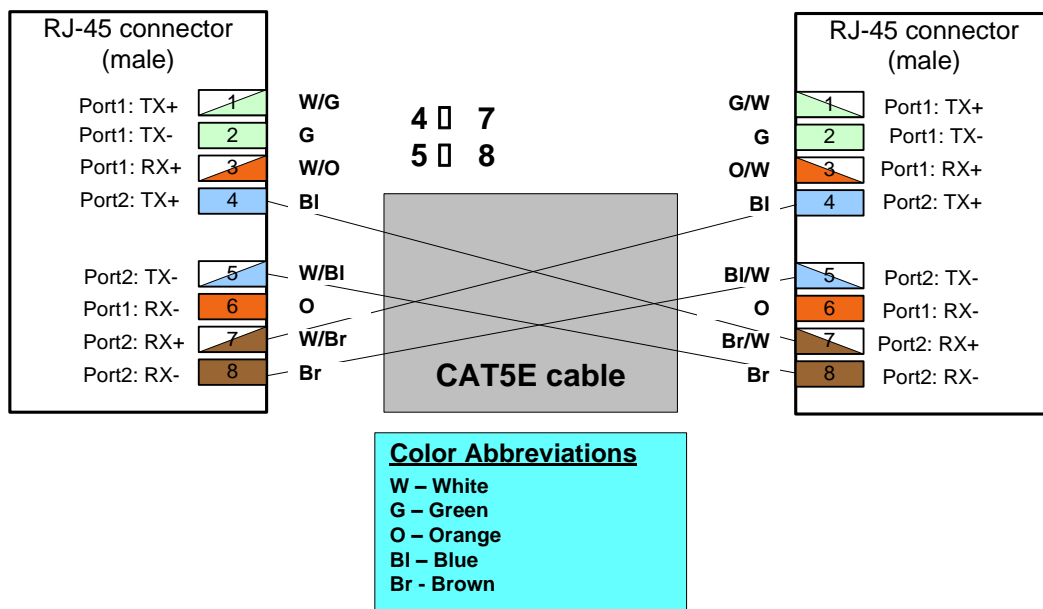 RJ-45 connector
(male)
Port1: TX+ 1 W/G
Port1: TX- 2 G
Port1: RX+ 3 W/O
Port2: TX+ 4 Bl
Port2: TX- 5 W/Bl
Port1: RX- 6 O
Port2: RX+ 7 W/Br
Port2: RX- 8 Br
4 ▯ 7
5 ▯ 8
CAT5E cable
RJ-45 connector
(male)
G/W 1 Port1: TX+
G 2 Port1: TX-
O/W 3 Port1: RX+
Bl 4 Port2: TX+
Bl/W 5 Port2: TX-
O 6 Port1: RX-
Br/W 7 Port2: RX+
Br 8 Port2: RX-
Color Abbreviations
W – White
G – Green
O – Orange
Bl – Blue
Br - Brown